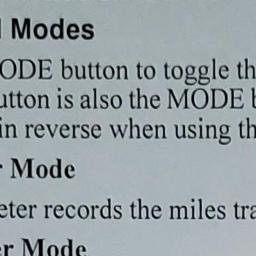 Modes
ODE button to toggle th
utton is also the MODE b
in reverse when using th
r Mode
eter records the miles tra
er Mode